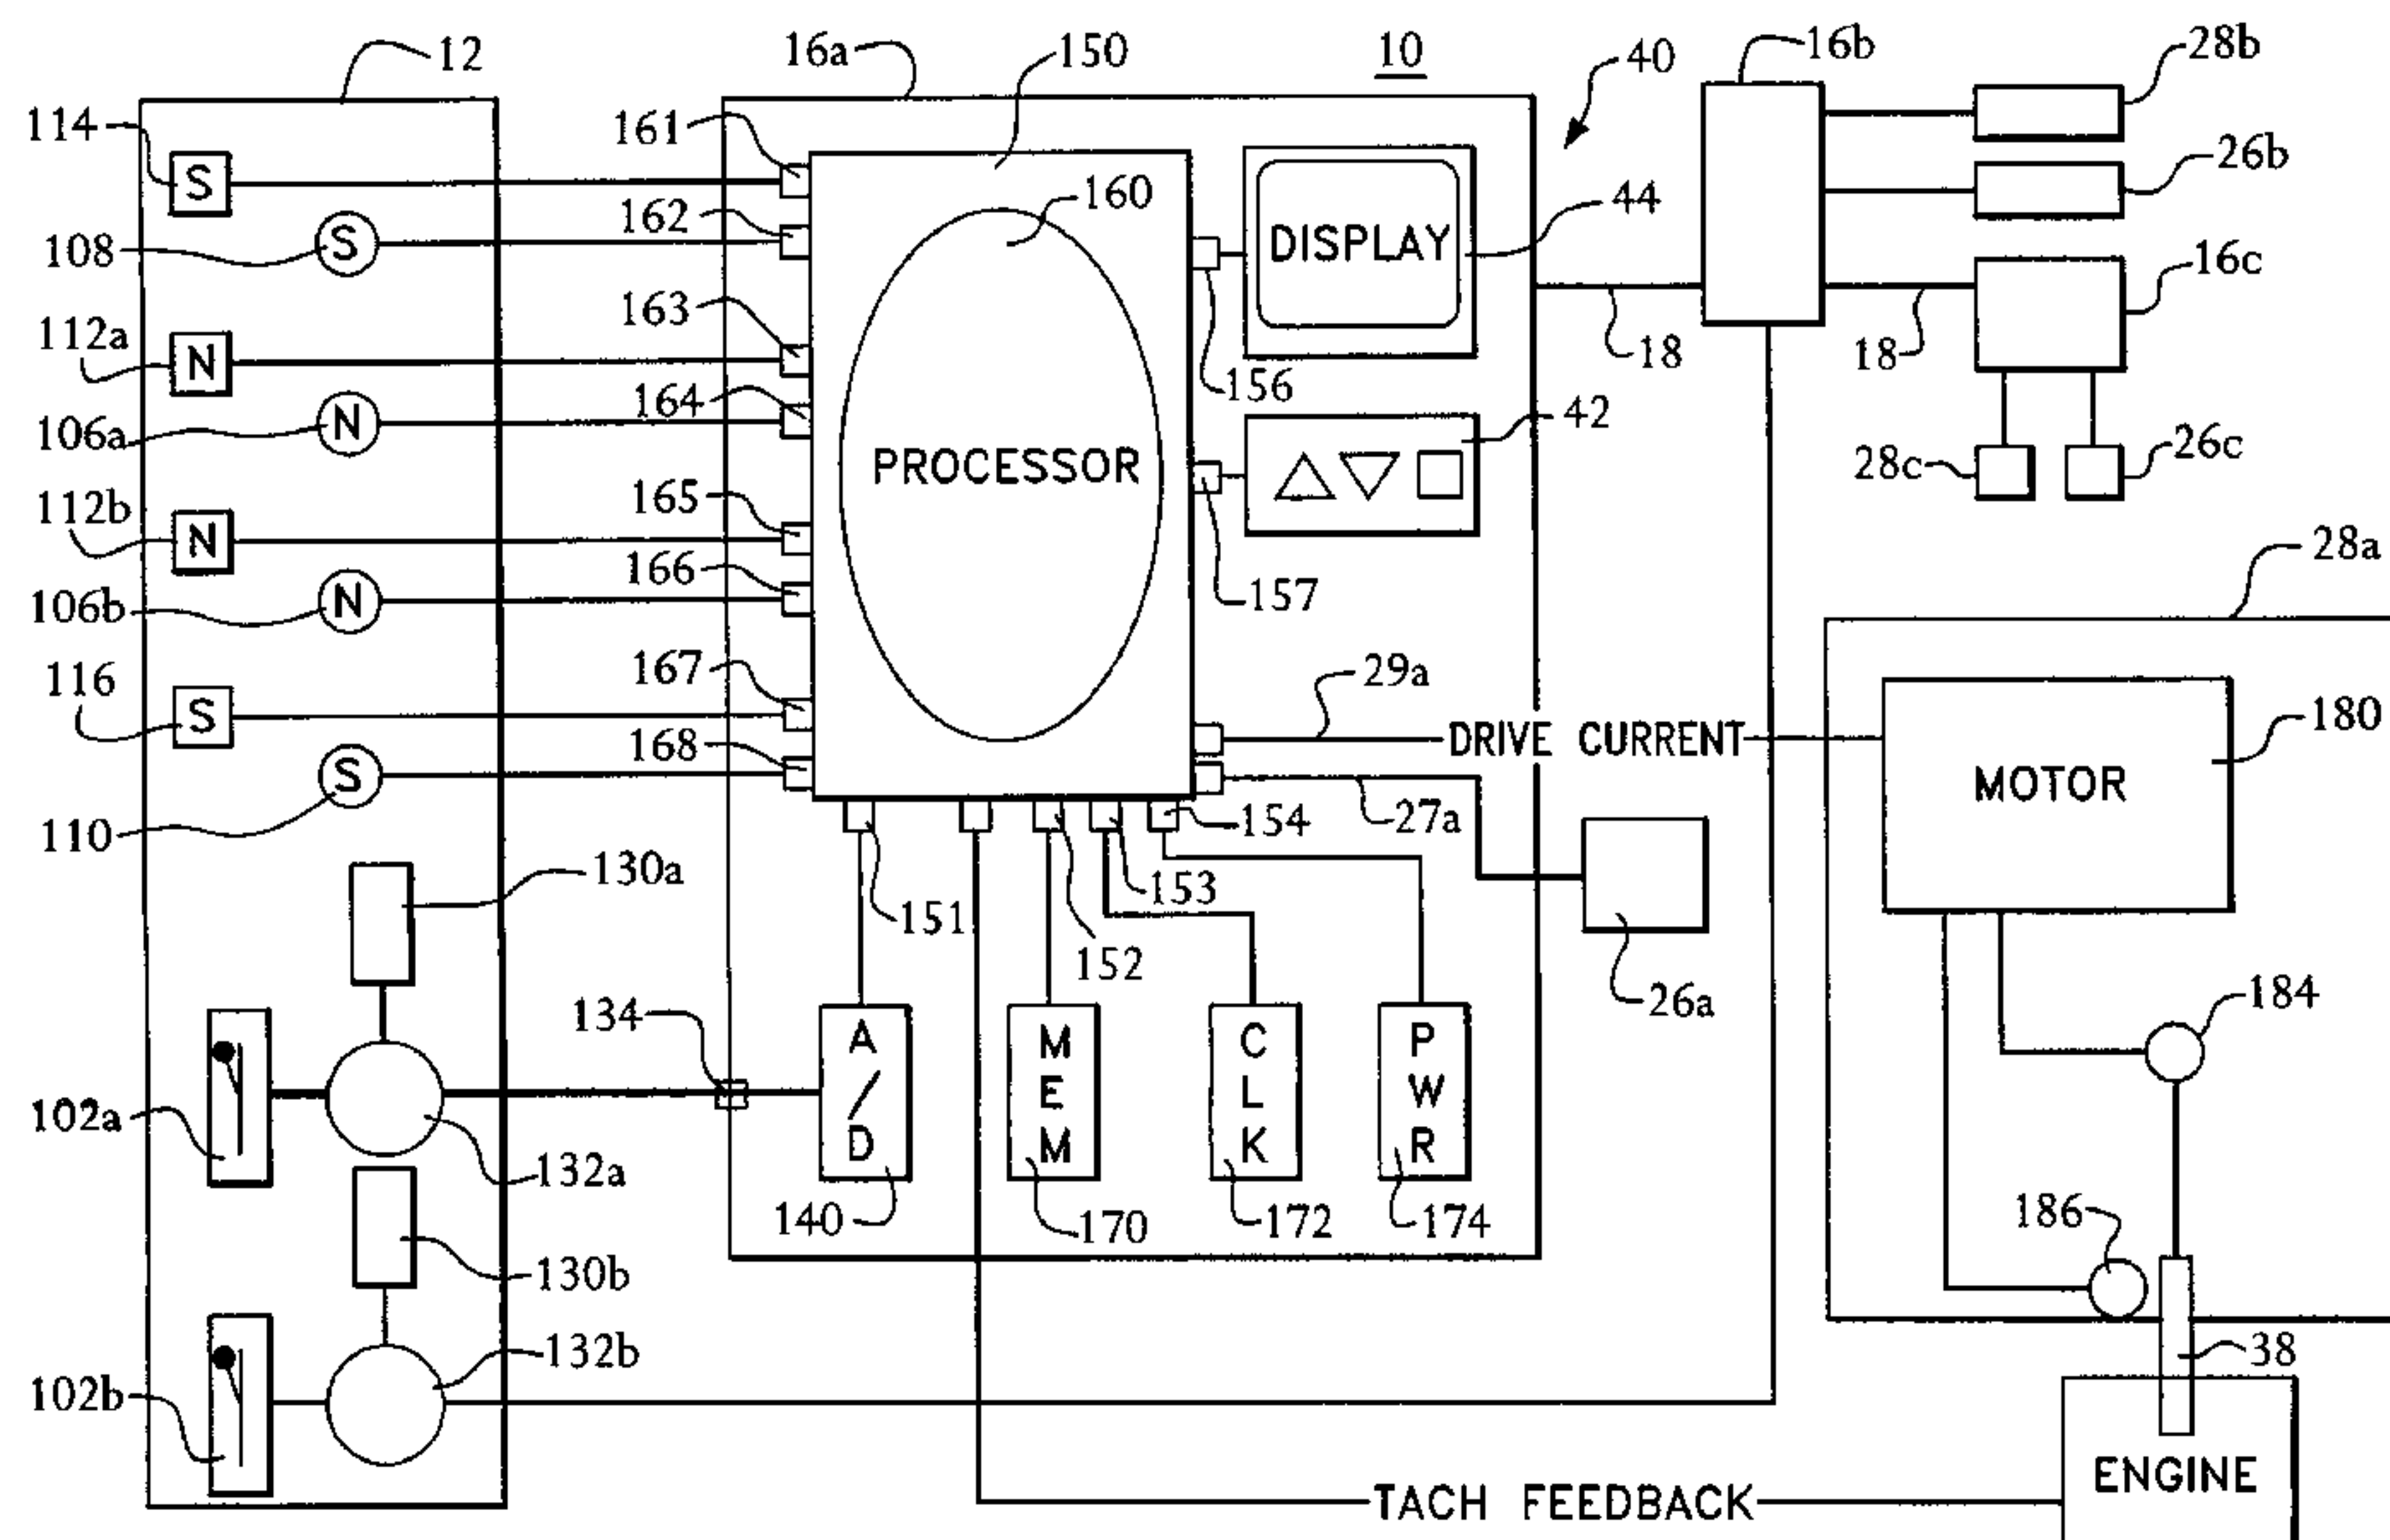 12
16a
150
10
40
16b
28b
114
161
26b
S
162
160
44
108
S
DISPLAY
16c
112a
163
N
18
18
156
106a
N
164
42
28c
26c
PROCESSOR
112b
165
N
157
28a
106b
N
166
116
167
29a
S
180
168
DRIVE CURRENT
MOTOR
110
S
154
27a
130a
151
153
152
26a
184
134
A/D
MEM
CLK
PWR
102a
132a
140
170
172
174
186
130b
132b
38
102b
ENGINE
TACH FEEDBACK